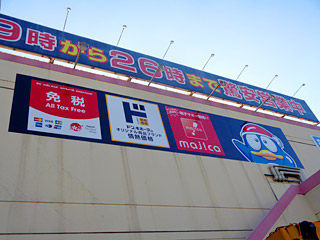 9時から26時まで激安営業中
免税
All Tax Free
ド
ドンキホーテ
オリジナル商品ブランド
情熱価格
majica